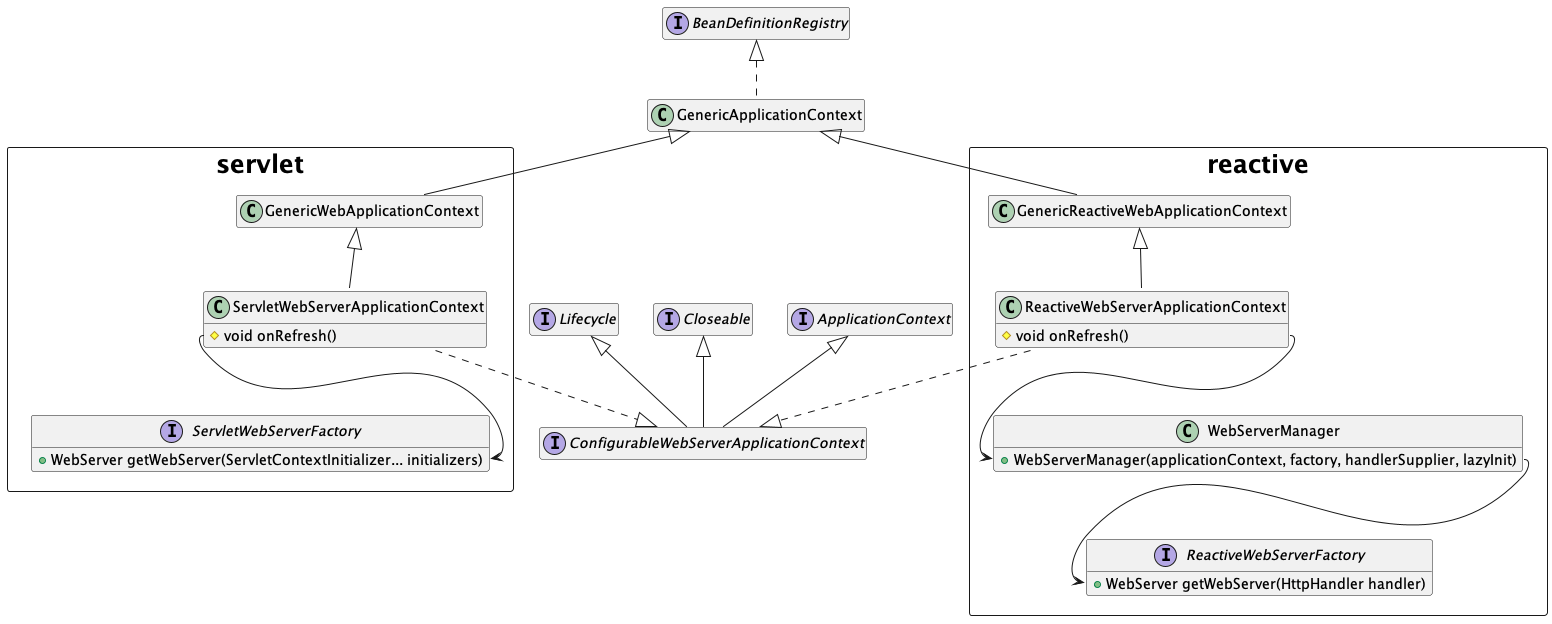 I BeanDefinitionRegistry
C GenericApplicationContext
servlet
C GenericWebApplicationContext
C ServletWebServerApplicationContext
void onRefresh()
I ServletWebServerFactory
WebServer getWebServer(ServletContextInitializer... initializers)
I Lifecycle
I Closeable
I ApplicationContext
I ConfigurableWebServerApplicationContext
reactive
C GenericReactiveWebApplicationContext
C ReactiveWebServerApplicationContext
void onRefresh()
C WebServerManager
WebServerManager(applicationContext, factory, handlerSupplier, lazyInit)
I ReactiveWebServerFactory
WebServer getWebServer(HttpHandler handler)